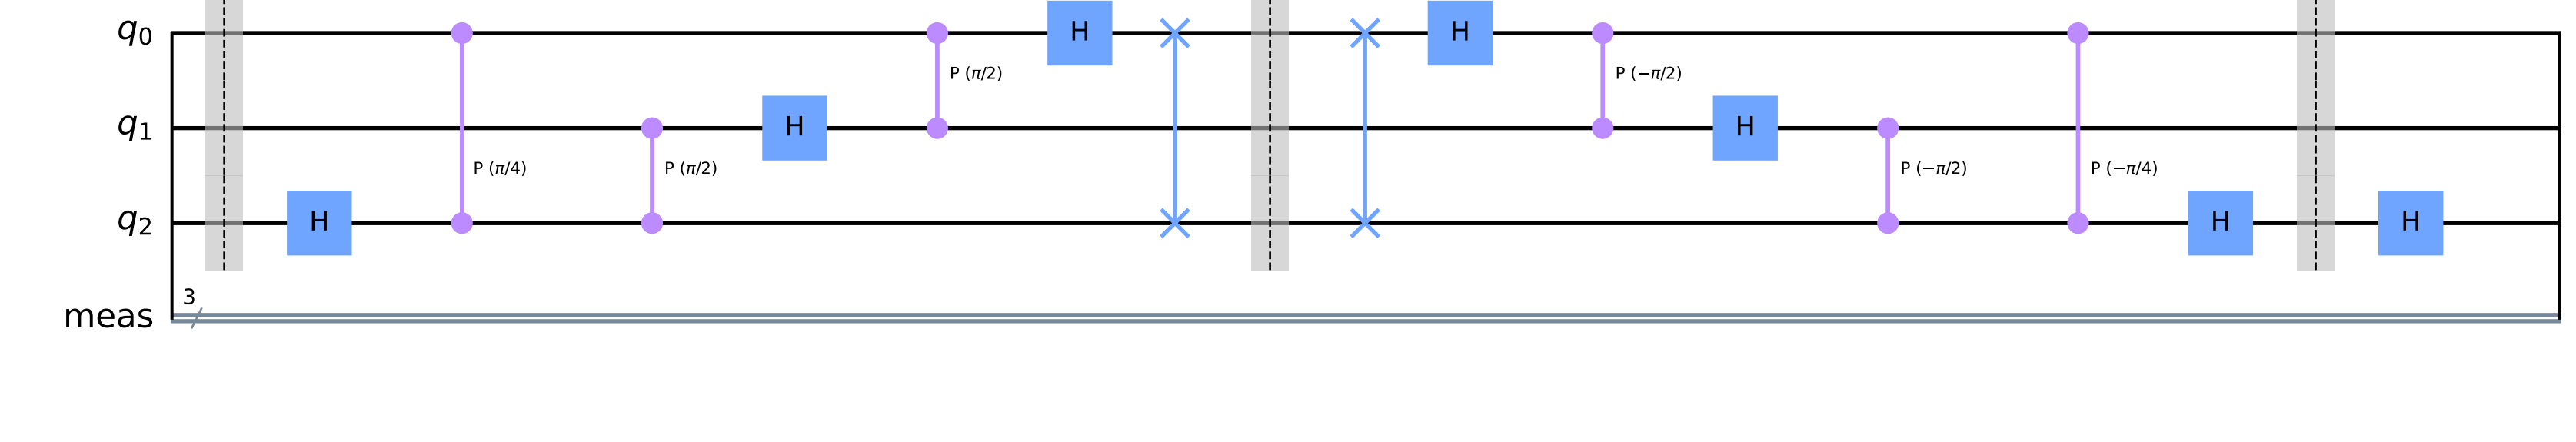 q0 H H
P (π/2) P (−π/2)
q1 H H
P (π/4) P (π/2) P (−π/2) P (−π/4)
q2 H H H
3
meas